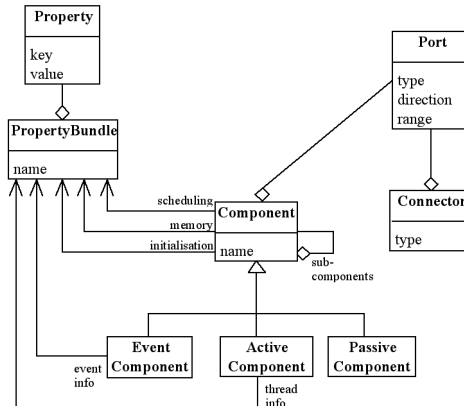 Property
key
value
Port
type
direction
range
PropertyBundle
name
scheduling
memory
initialisation
Component
name
sub-
components
Connector
type
Event
Component
event
info
Active
Component
thread
info
Passive
Component